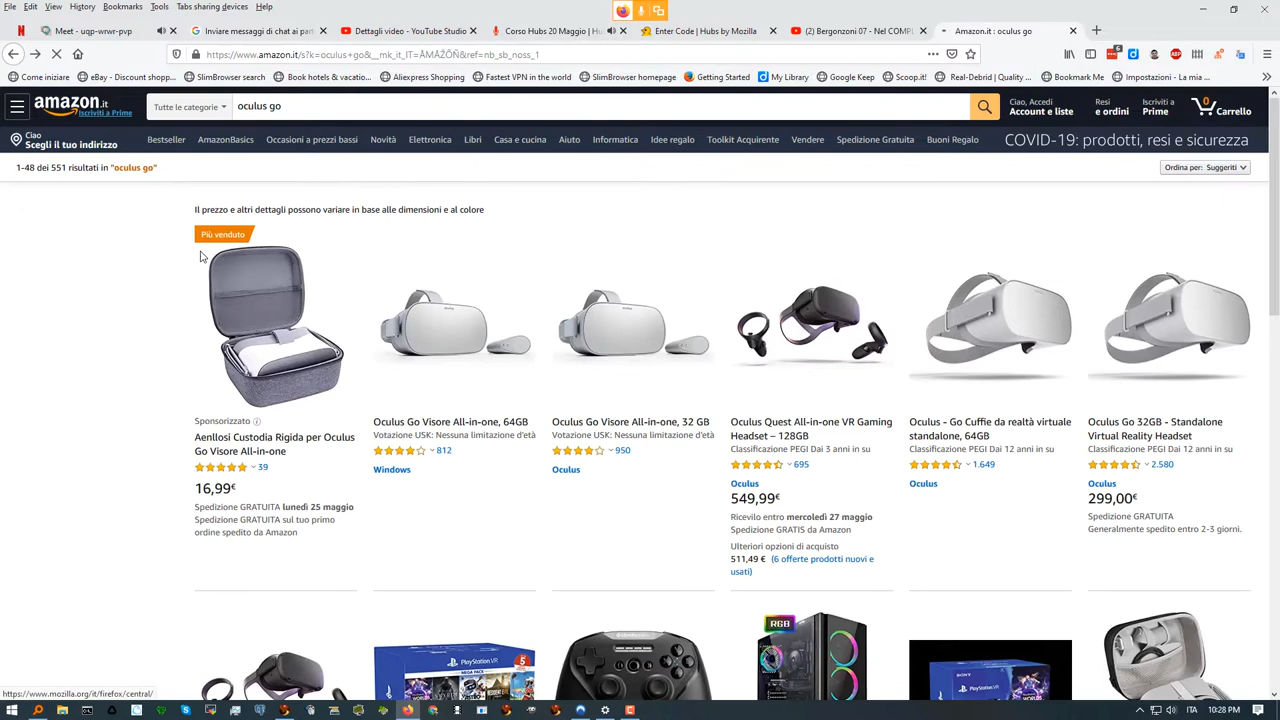 File Edit View History Bookmarks Tools Tabs sharing devices Help
Meet - uqp-wrwr-pvp
Inviare messaggi di chat ai part
Dettagli video - YouTube Studio
Corso Hubs 20 Maggio | Hu
Enter Code | Hubs by Mozilla
(2) Bergonzoni 07 - Nel COMPL
Amazon.it : oculus go
https://www.amazon.it/s?k=oculus+go&__mk_it_IT=ÅMÅŽÕÑ&ref=nb_sb_noss_1
6
Come iniziare
eBay - Discount shopp...
SlimBrowser search
Book hotels & vacatio...
Aliexpress Shopping
Fastest VPN in the world
SlimBrowser homepage
Getting Started
My Library
Google Keep
Scoop.it!
Real-Debrid | Quality ...
Bookmark Me
Impostazioni - La mia ...
amazon.it
Iscriviti a Prime
Tutte le categorie
oculus go
Ciao, Accedi
Account e liste
Resi
e ordini
Iscriviti a
Prime
0
Carrello
Ciao
Scegli il tuo indirizzo
Bestseller AmazonBasics Occasioni a prezzi bassi Novità Elettronica Libri Casa e cucina Aiuto Informatica Idee regalo Toolkit Acquirente Vendere Spedizione Gratuita Buoni Regalo
COVID-19: prodotti, resi e sicurezza
1-48 dei 551 risultati in "oculus go"
Ordina per: Suggeriti
Il prezzo e altri dettagli possono variare in base alle dimensioni e al colore
Più venduto
Sponsorizzato
Aenllosi Custodia Rigida per Oculus
Go Visore All-in-one
39
16,99€
Spedizione GRATUITA lunedì 25 maggio
Spedizione GRATUITA sul tuo primo
ordine spedito da Amazon
Oculus Go Visore All-in-one, 64GB
Votazione USK: Nessuna limitazione d'età
812
Windows
Oculus Go Visore All-in-one, 32 GB
Votazione USK: Nessuna limitazione d'età
950
Oculus
Oculus Quest All-in-one VR Gaming
Headset – 128GB
Classificazione PEGI Dai 3 anni in su
695
Oculus
549,99€
Ricevilo entro mercoledì 27 maggio
Spedizione GRATIS da Amazon
Ulteriori opzioni di acquisto
511,49 € (6 offerte prodotti nuovi e
usati)
Oculus - Go Cuffie da realtà virtuale
standalone, 64GB
Classificazione PEGI Dai 12 anni in su
1.649
Oculus
Oculus Go 32GB - Standalone
Virtual Reality Headset
Classificazione PEGI Dai 12 anni in su
2.580
Oculus
299,00€
Spedizione GRATUITA
Generalmente spedito entro 2-3 giorni.
RGB
PlayStation VR
5
https://www.mozilla.org/it/firefox/central/
ITA
10:28 PM